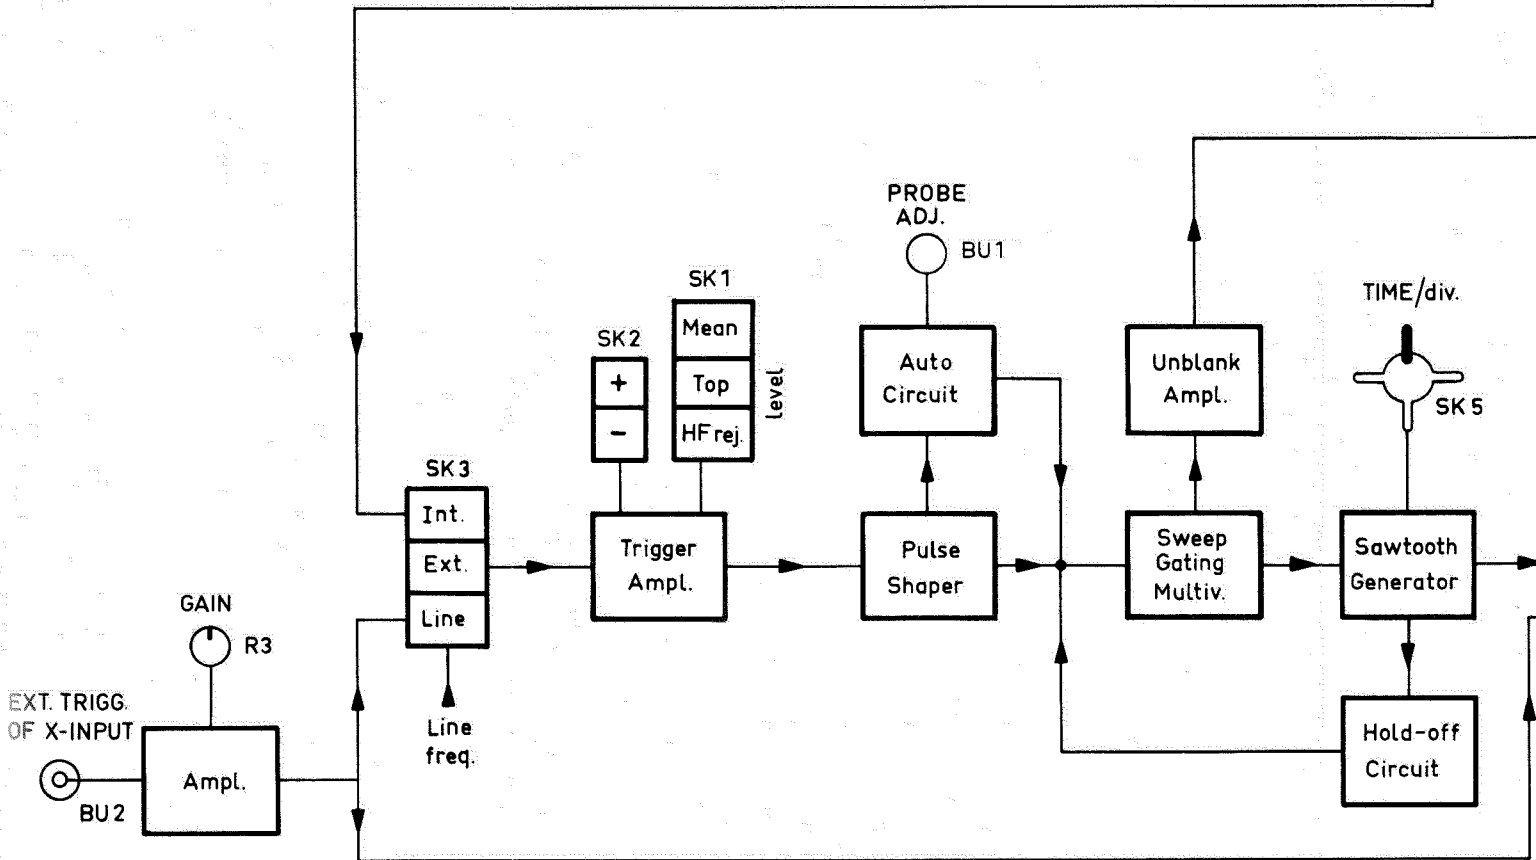 PROBE
ADJ.
BU1
TIME/div.
SK5
SK1
Mean
Top
HF rej.
level
SK2
+
-
Auto
Circuit
Unblank
Ampl.
SK3
Int.
Ext.
Line
Line
freq.
Trigger
Ampl.
Pulse
Shaper
Sweep
Gating
Multiv.
Sawtooth
Generator
Hold-off
Circuit
GAIN
R3
EXT. TRIGG.
OF X-INPUT
BU2
Ampl.